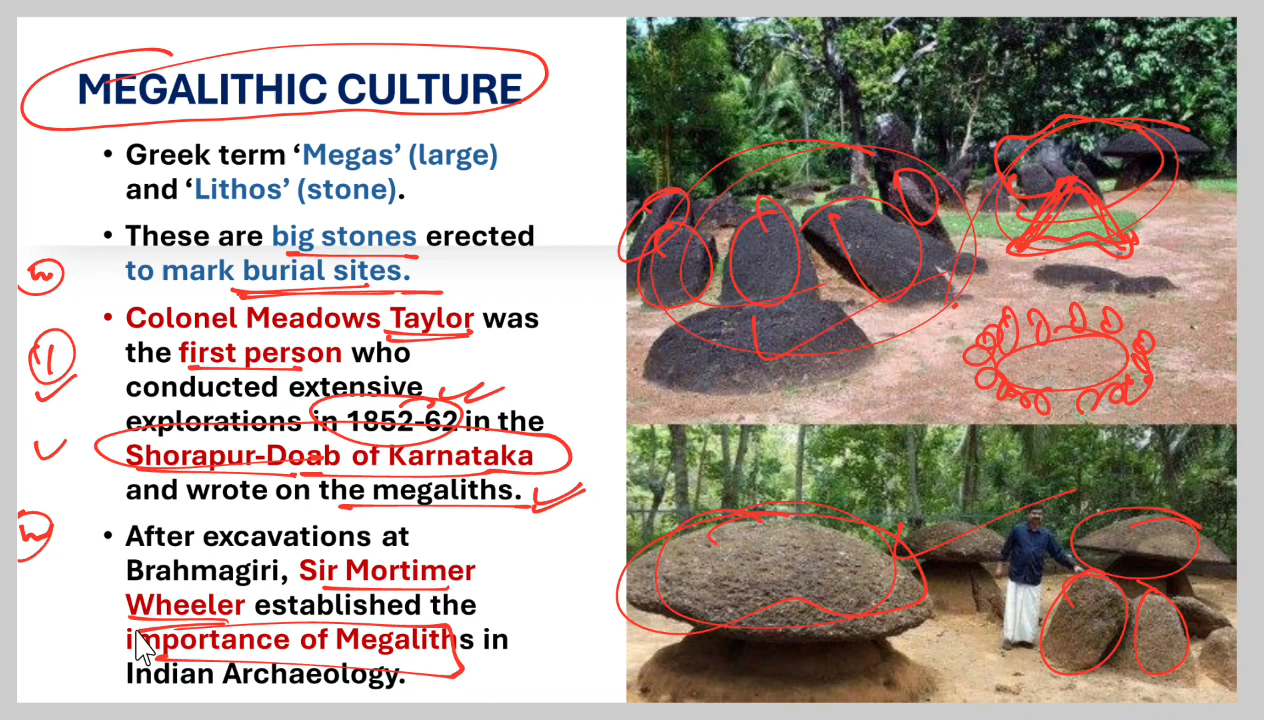 MEGALITHIC CULTURE
• Greek term ‘Megas’ (large)
and ‘Lithos’ (stone).
• These are big stones erected
to mark burial sites.
• Colonel Meadows Taylor was
the first person who
conducted extensive
explorations in 1852-62 in the
Shorapur-Doab of Karnataka
and wrote on the megaliths.
• After excavations at
Brahmagiri, Sir Mortimer
Wheeler established the
importance of Megaliths in
Indian Archaeology.